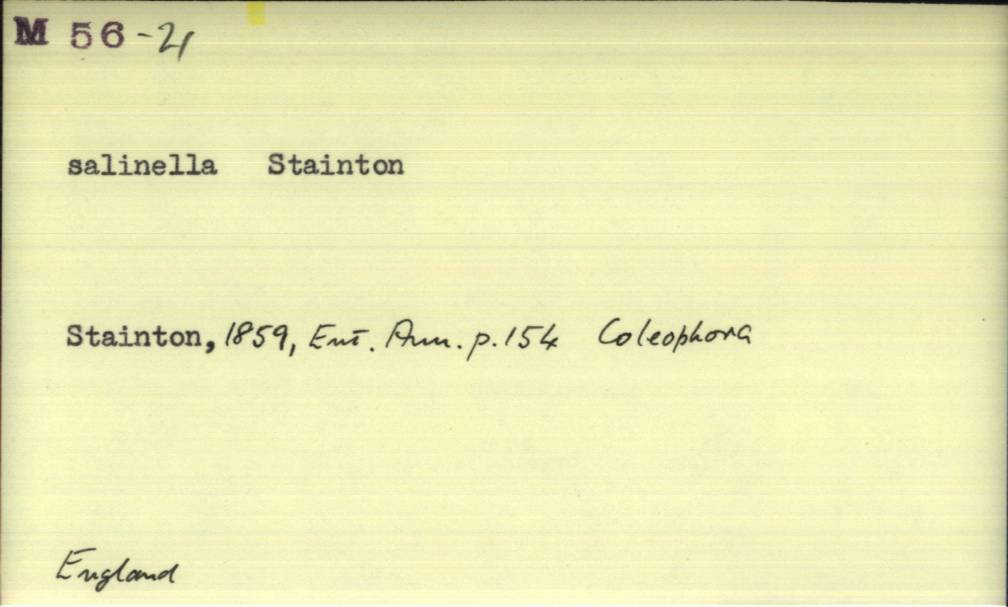 M 56-21
salinella Stainton
Stainton, 1859, Ent. Ann. p.154 Coleophora
England